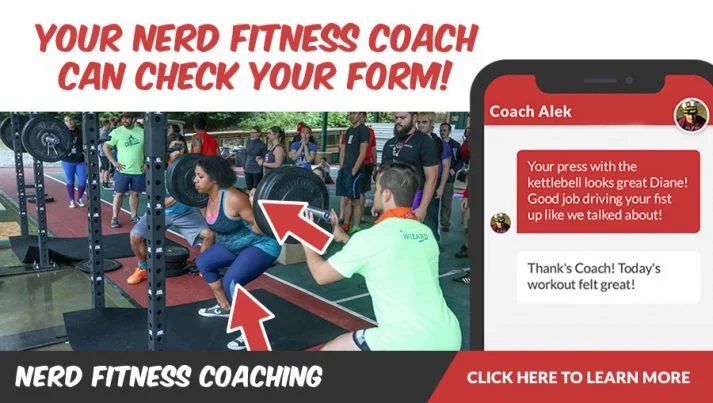 YOUR NERD FITNESS COACH
CAN CHECK YOUR FORM!
Coach Alek
Your press with the
kettlebell looks great Diane!
Good job driving your fist
up like we talked about!
Thank's Coach! Today's
workout felt great!
WIZARD
NERD FITNESS COACHING
CLICK HERE TO LEARN MORE